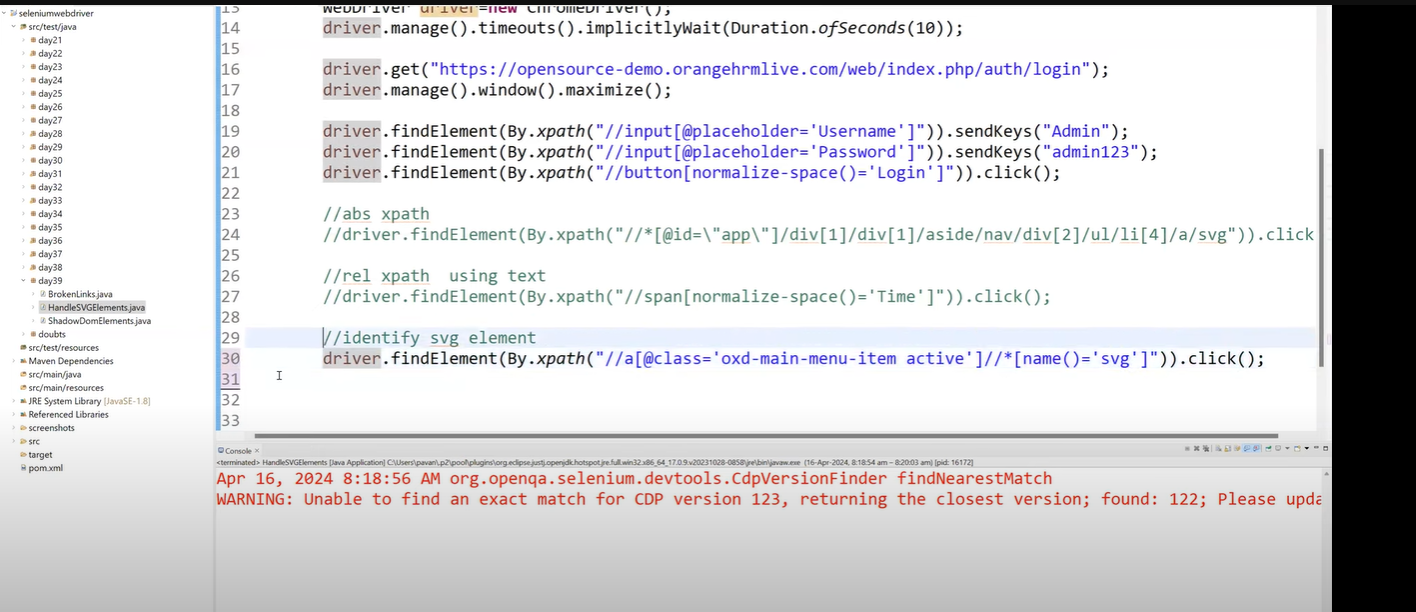 seleniumwebdriver
src/test/java
day21
day22
day23
day24
day25
day26
day27
day28
day29
day30
day31
day32
day33
day34
day35
day36
day37
day38
day39
BrokenLinks.java
HandleSVGElements.java
ShadowDomElements.java
doubts
src/test/resources
Maven Dependencies
src/main/java
src/main/resources
JRE System Library [JavaSE-1.8]
Referenced Libraries
screenshots
src
target
pom.xml
13 WebDriver driver=new ChromeDriver();
14 driver.manage().timeouts().implicitlyWait(Duration.ofSeconds(10));
15
16 driver.get("https://opensource-demo.orangehrmlive.com/web/index.php/auth/login");
17 driver.manage().window().maximize();
18
19 driver.findElement(By.xpath("//input[@placeholder='Username']")).sendKeys("Admin");
20 driver.findElement(By.xpath("//input[@placeholder='Password']")).sendKeys("admin123");
21 driver.findElement(By.xpath("//button[normalize-space()='Login']")).click();
22
23 //abs xpath
24 //driver.findElement(By.xpath("//*[@id=\"app\"]/div[1]/div[1]/aside/nav/div[2]/ul/li[4]/a/svg")).click
25
26 //rel xpath  using text
27 //driver.findElement(By.xpath("//span[normalize-space()='Time']")).click();
28
29 //identify svg element
30 driver.findElement(By.xpath("//a[@class='oxd-main-menu-item active']//*[name()='svg']")).click();
31
32
33
Console
<terminated> HandleSVGElements [Java Application] C:\Users\pavan\.p2\pool\plugins\org.eclipse.justj.openjdk.hotspot.jre.full.win32.x86_64_17.0.9.v20231028-0858\jre\bin\javaw.exe (16-Apr-2024, 8:18:54 am – 8:20:03 am) [pid: 16172]
Apr 16, 2024 8:18:56 AM org.openqa.selenium.devtools.CdpVersionFinder findNearestMatch
WARNING: Unable to find an exact match for CDP version 123, returning the closest version; found: 122; Please upda